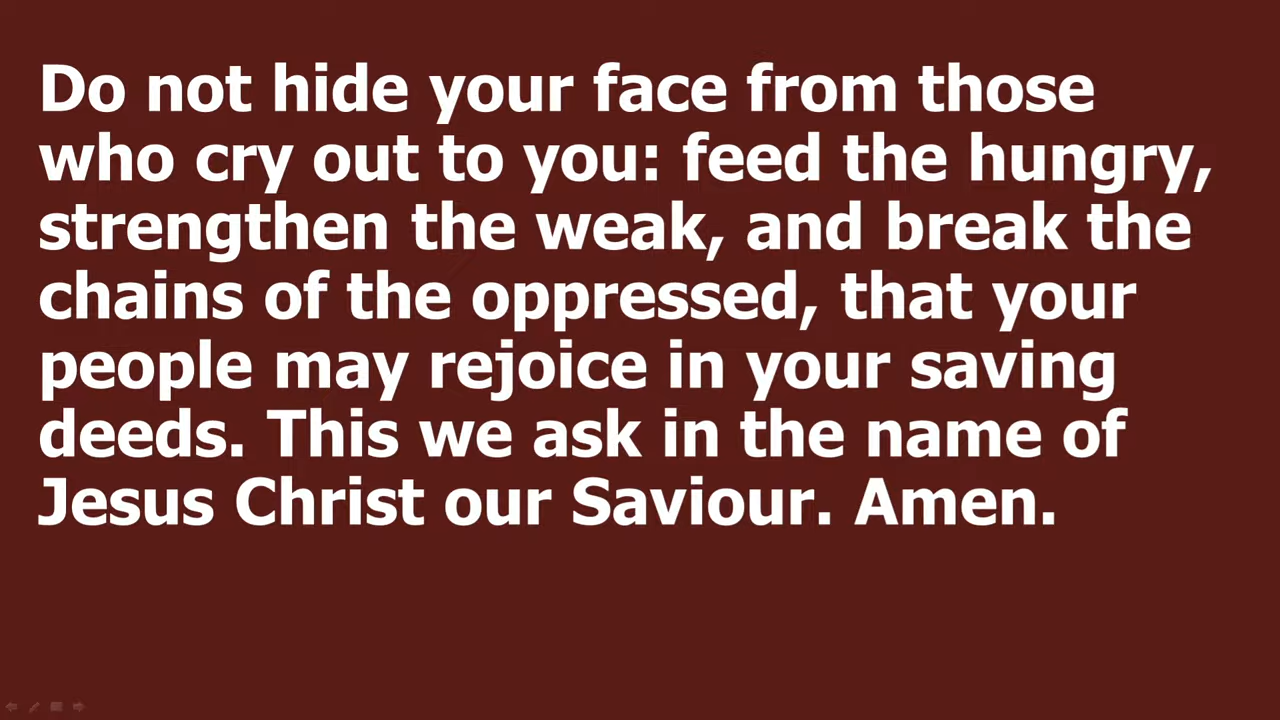 Do not hide your face from those
who cry out to you: feed the hungry,
strengthen the weak, and break the
chains of the oppressed, that your
people may rejoice in your saving
deeds. This we ask in the name of
Jesus Christ our Saviour. Amen.